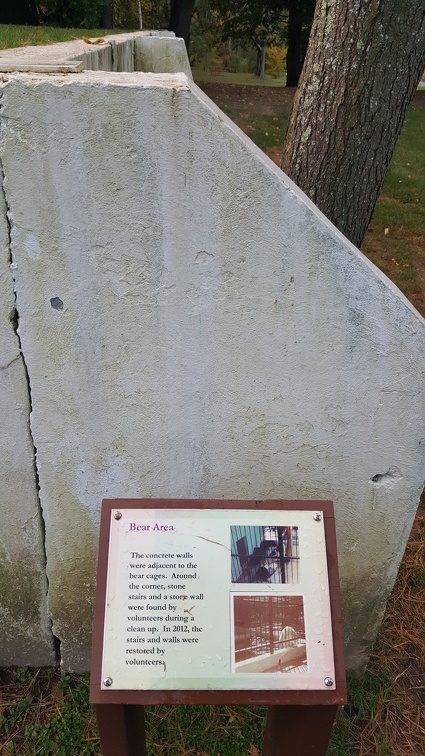 Bear Area
The concrete walls
were adjacent to the
bear cages. Around
the corner, stone
stairs and a stone wall
were found by
volunteers during a
clean up. In 2012, the
stairs and walls were
restored by
volunteers.